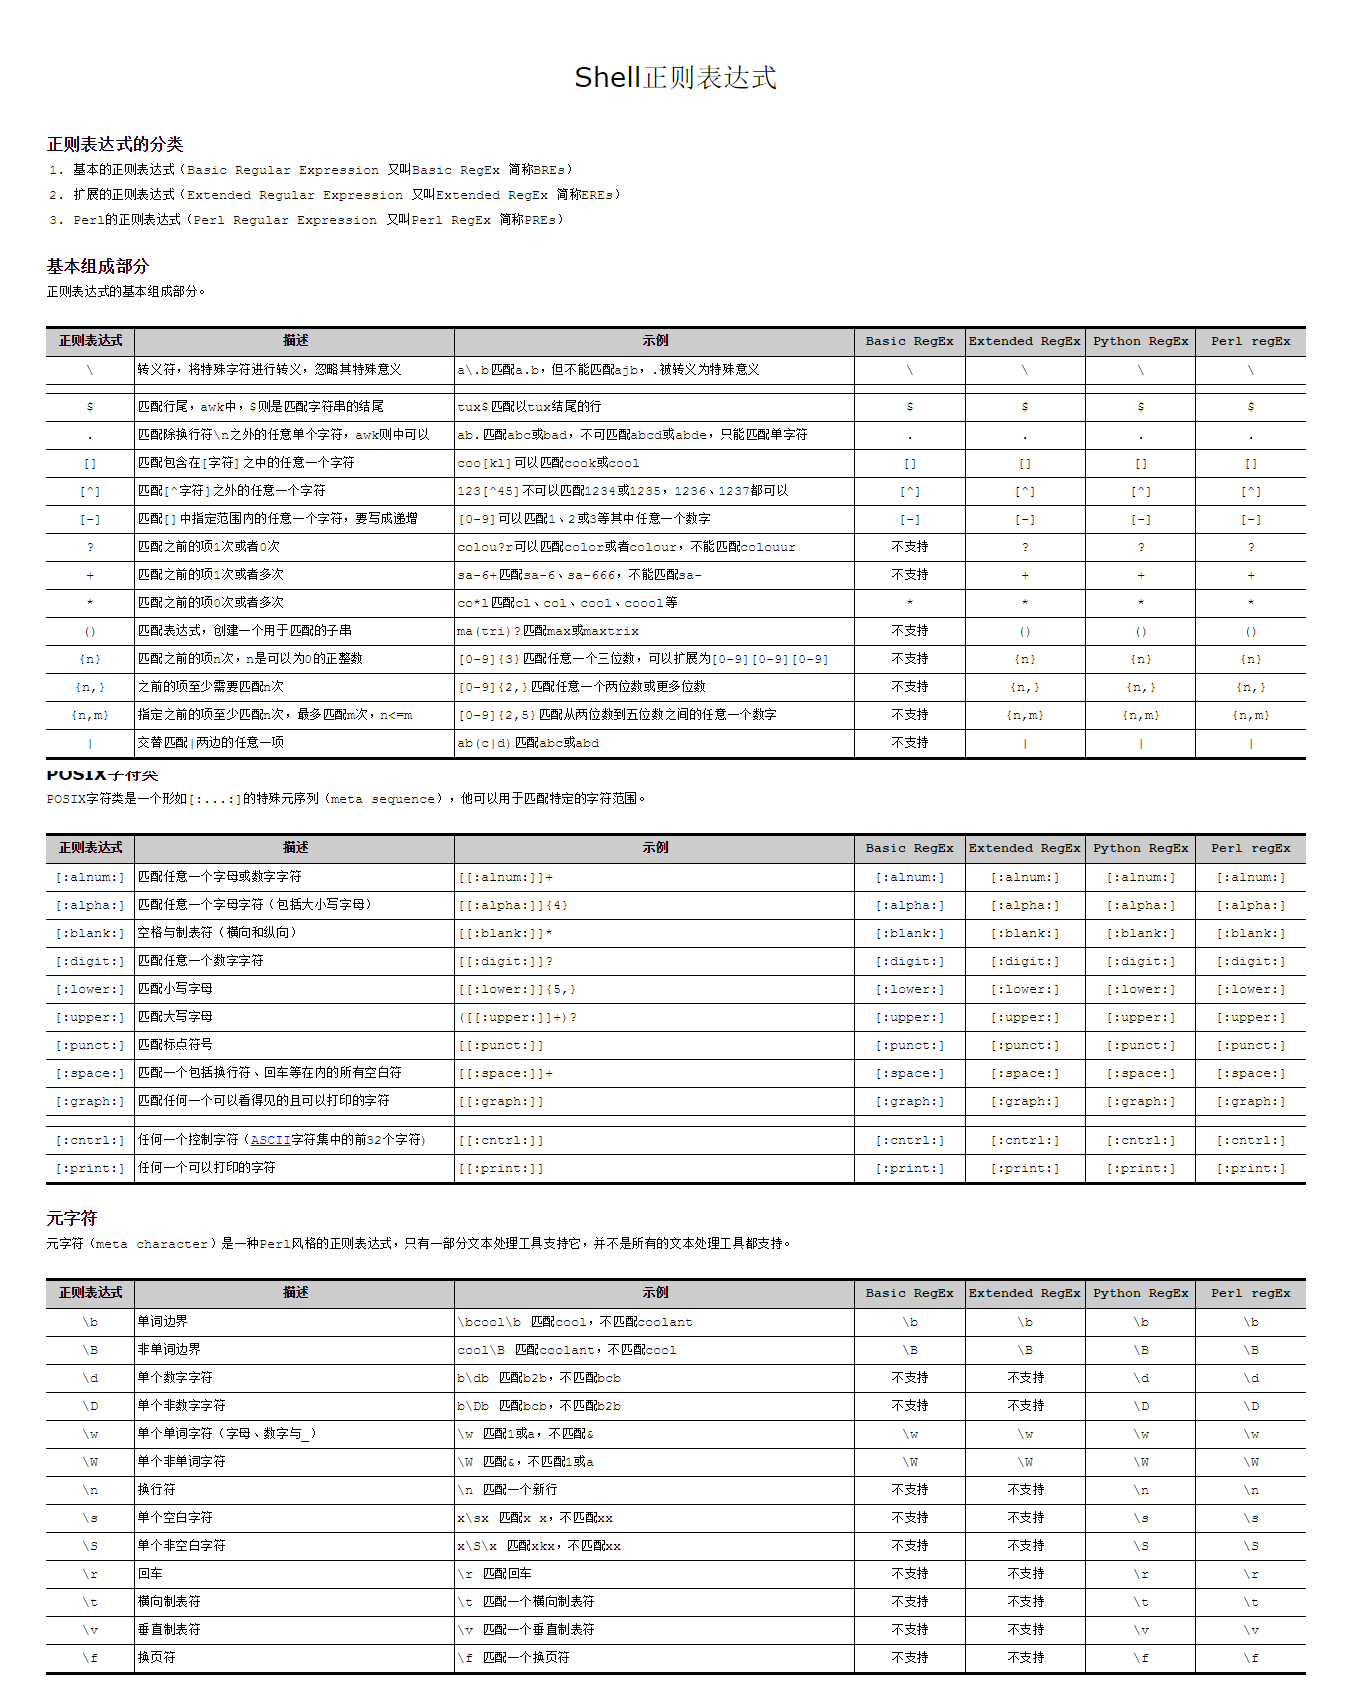 Shell正则表达式
正则表达式的分类
1. 基本的正则表达式（Basic Regular Expression 又叫Basic RegEx 简称BREs）
2. 扩展的正则表达式（Extended Regular Expression 又叫Extended RegEx 简称EREs）
3. Perl的正则表达式（Perl Regular Expression 又叫Perl RegEx 简称PREs）
基本组成部分
正则表达式的基本组成部分。
正则表达式 描述 示例 Basic RegEx Extended RegEx Python RegEx Perl regEx
\ 转义符，将特殊字符进行转义，忽略其特殊意义 a\.b匹配a.b，但不能匹配ajb，.被转义为特殊意义 \ \ \ \
$ 匹配行尾，awk中，$则是匹配字符串的结尾 tux$匹配以tux结尾的行 $ $ $ $
. 匹配除换行符\n之外的任意单个字符，awk则中可以 ab.匹配abc或bad，不可匹配abcd或abde，只能匹配单字符 . . . .
[] 匹配包含在[字符]之中的任意一个字符 coo[kl]可以匹配cook或cool [] [] [] []
[^] 匹配[^字符]之外的任意一个字符 123[^45]不可以匹配1234或1235，1236、1237都可以 [^] [^] [^] [^]
[-] 匹配[]中指定范围内的任意一个字符，要写成递增 [0-9]可以匹配1、2或3等其中任意一个数字 [-] [-] [-] [-]
? 匹配之前的项1次或者0次 colou?r可以匹配color或者colour，不能匹配colouur 不支持 ? ? ?
+ 匹配之前的项1次或者多次 sa-6+匹配sa-6、sa-666，不能匹配sa- 不支持 + + +
* 匹配之前的项0次或者多次 co*l匹配cl、col、cool、coool等 * * * *
() 匹配表达式，创建一个用于匹配的子串 ma(tri)?匹配max或maxtrix 不支持 () () ()
{n} 匹配之前的项n次，n是可以为0的正整数 [0-9]{3}匹配任意一个三位数，可以扩展为[0-9][0-9][0-9] 不支持 {n} {n} {n}
{n,} 之前的项至少需要匹配n次 [0-9]{2,}匹配任意一个两位数或更多位数 不支持 {n,} {n,} {n,}
{n,m} 指定之前的项至少匹配n次，最多匹配m次，n<=m [0-9]{2,5}匹配从两位数到五位数之间的任意一个数字 不支持 {n,m} {n,m} {n,m}
| 交替匹配|两边的任意一项 ab(c|d)匹配abc或abd 不支持 | | |
POSIX字符类
POSIX字符类是一个形如[:...:]的特殊元序列（meta sequence），他可以用于匹配特定的字符范围。
正则表达式 描述 示例 Basic RegEx Extended RegEx Python RegEx Perl regEx
[:alnum:] 匹配任意一个字母或数字字符 [[:alnum:]]+ [:alnum:] [:alnum:] [:alnum:] [:alnum:]
[:alpha:] 匹配任意一个字母字符（包括大小写字母） [[:alpha:]]{4} [:alpha:] [:alpha:] [:alpha:] [:alpha:]
[:blank:] 空格与制表符（横向和纵向） [[:blank:]]* [:blank:] [:blank:] [:blank:] [:blank:]
[:digit:] 匹配任意一个数字字符 [[:digit:]]? [:digit:] [:digit:] [:digit:] [:digit:]
[:lower:] 匹配小写字母 [[:lower:]]{5,} [:lower:] [:lower:] [:lower:] [:lower:]
[:upper:] 匹配大写字母 ([[:upper:]]+)? [:upper:] [:upper:] [:upper:] [:upper:]
[:punct:] 匹配标点符号 [[:punct:]] [:punct:] [:punct:] [:punct:] [:punct:]
[:space:] 匹配一个包括换行符、回车等在内的所有空白符 [[:space:]]+ [:space:] [:space:] [:space:] [:space:]
[:graph:] 匹配任何一个可以看得见的且可以打印的字符 [[:graph:]] [:graph:] [:graph:] [:graph:] [:graph:]
[:cntrl:] 任何一个控制字符（ASCII字符集中的前32个字符) [[:cntrl:]] [:cntrl:] [:cntrl:] [:cntrl:] [:cntrl:]
[:print:] 任何一个可以打印的字符 [[:print:]] [:print:] [:print:] [:print:] [:print:]
元字符
元字符（meta character）是一种Perl风格的正则表达式，只有一部分文本处理工具支持它，并不是所有的文本处理工具都支持。
正则表达式 描述 示例 Basic RegEx Extended RegEx Python RegEx Perl regEx
\b 单词边界 \bcool\b 匹配cool，不匹配coolant \b \b \b \b
\B 非单词边界 cool\B 匹配coolant，不匹配cool \B \B \B \B
\d 单个数字字符 b\db 匹配b2b，不匹配bcb 不支持 不支持 \d \d
\D 单个非数字字符 b\Db 匹配bcb，不匹配b2b 不支持 不支持 \D \D
\w 单个单词字符（字母、数字与_） \w 匹配1或a，不匹配& \w \w \w \w
\W 单个非单词字符 \W 匹配&，不匹配1或a \W \W \W \W
\n 换行符 \n 匹配一个新行 不支持 不支持 \n \n
\s 单个空白字符 x\sx 匹配x x，不匹配xx 不支持 不支持 \s \s
\S 单个非空白字符 x\S\x 匹配xkx，不匹配xx 不支持 不支持 \S \S
\r 回车 \r 匹配回车 不支持 不支持 \r \r
\t 横向制表符 \t 匹配一个横向制表符 不支持 不支持 \t \t
\v 垂直制表符 \v 匹配一个垂直制表符 不支持 不支持 \v \v
\f 换页符 \f 匹配一个换页符 不支持 不支持 \f \f